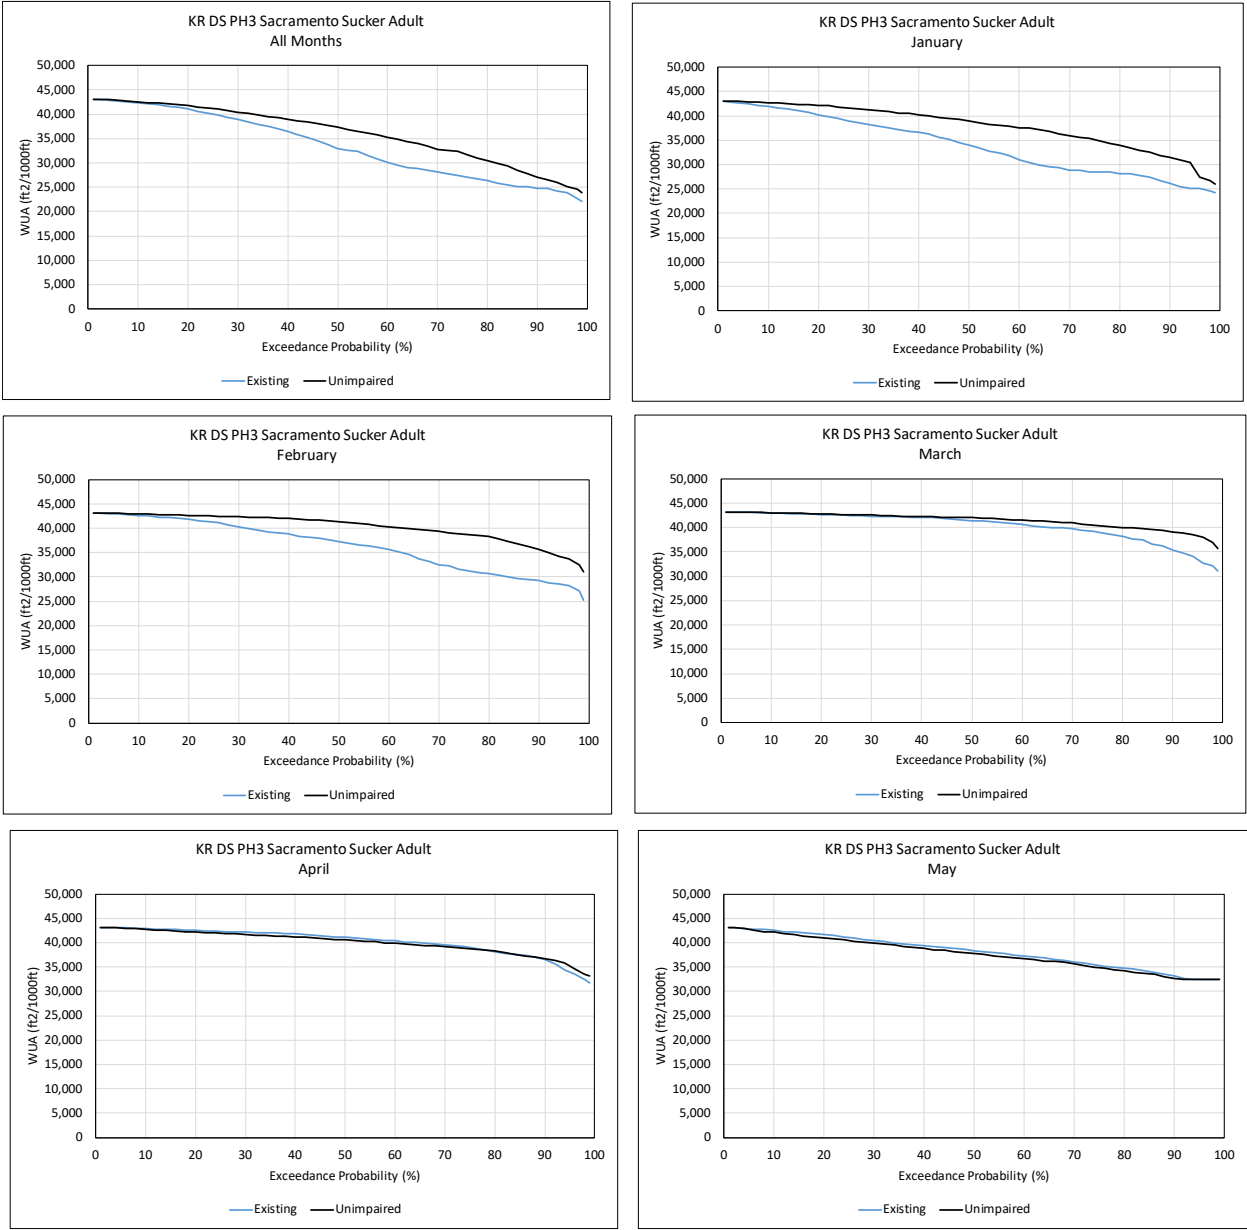 KR DS PH3 Sacramento Sucker Adult
All Months
WUA (ft2/1000ft)
50,000
45,000
40,000
35,000
30,000
25,000
20,000
15,000
10,000
5,000
0
0 10 20 30 40 50 60 70 80 90 100
Exceedance Probability (%)
Existing Unimpaired
KR DS PH3 Sacramento Sucker Adult
January
WUA (ft2/1000ft)
50,000
45,000
40,000
35,000
30,000
25,000
20,000
15,000
10,000
5,000
0
0 10 20 30 40 50 60 70 80 90 100
Exceedance Probability (%)
Existing Unimpaired
KR DS PH3 Sacramento Sucker Adult
February
WUA (ft2/1000ft)
50,000
45,000
40,000
35,000
30,000
25,000
20,000
15,000
10,000
5,000
0
0 10 20 30 40 50 60 70 80 90 100
Exceedance Probability (%)
Existing Unimpaired
KR DS PH3 Sacramento Sucker Adult
March
WUA (ft2/1000ft)
50,000
45,000
40,000
35,000
30,000
25,000
20,000
15,000
10,000
5,000
0
0 10 20 30 40 50 60 70 80 90 100
Exceedance Probability (%)
Existing Unimpaired
KR DS PH3 Sacramento Sucker Adult
April
WUA (ft2/1000ft)
50,000
45,000
40,000
35,000
30,000
25,000
20,000
15,000
10,000
5,000
0
0 10 20 30 40 50 60 70 80 90 100
Exceedance Probability (%)
Existing Unimpaired
KR DS PH3 Sacramento Sucker Adult
May
WUA (ft2/1000ft)
50,000
45,000
40,000
35,000
30,000
25,000
20,000
15,000
10,000
5,000
0
0 10 20 30 40 50 60 70 80 90 100
Exceedance Probability (%)
Existing Unimpaired